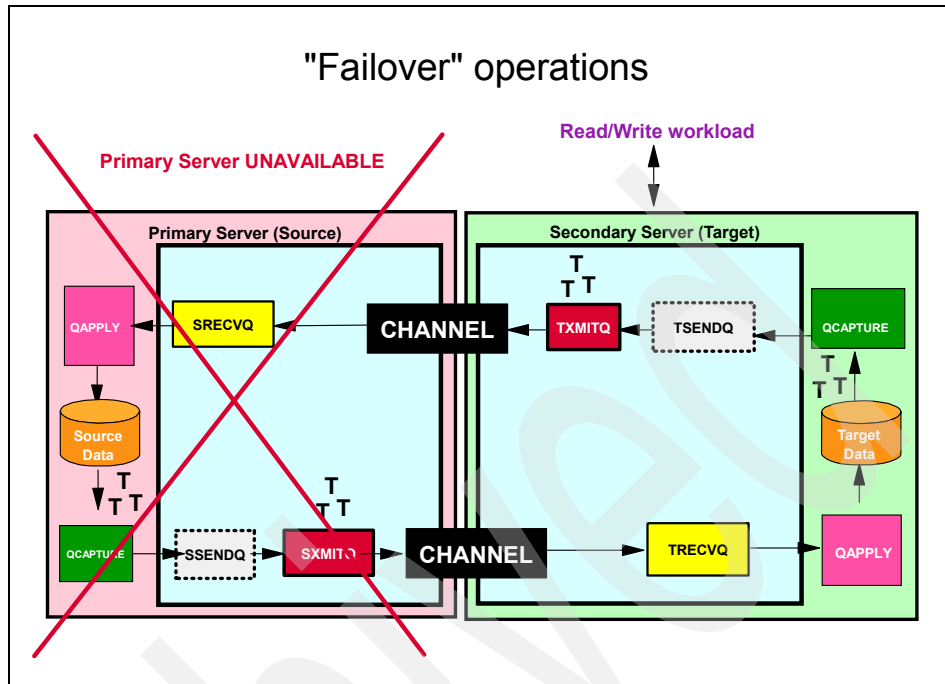 "Failover" operations
Read/Write workload
Primary Server UNAVAILABLE
Primary Server (Source)
Secondary Server (Target)
T
T T
QAPPLY
SRECVQ
CHANNEL
TXMITQ
TSENDQ
QCAPTURE
T
T T
Source
Data
Target
Data
T
T T
T
T T
QCAPTURE
SSENDQ
SXMITQ
CHANNEL
TRECVQ
QAPPLY